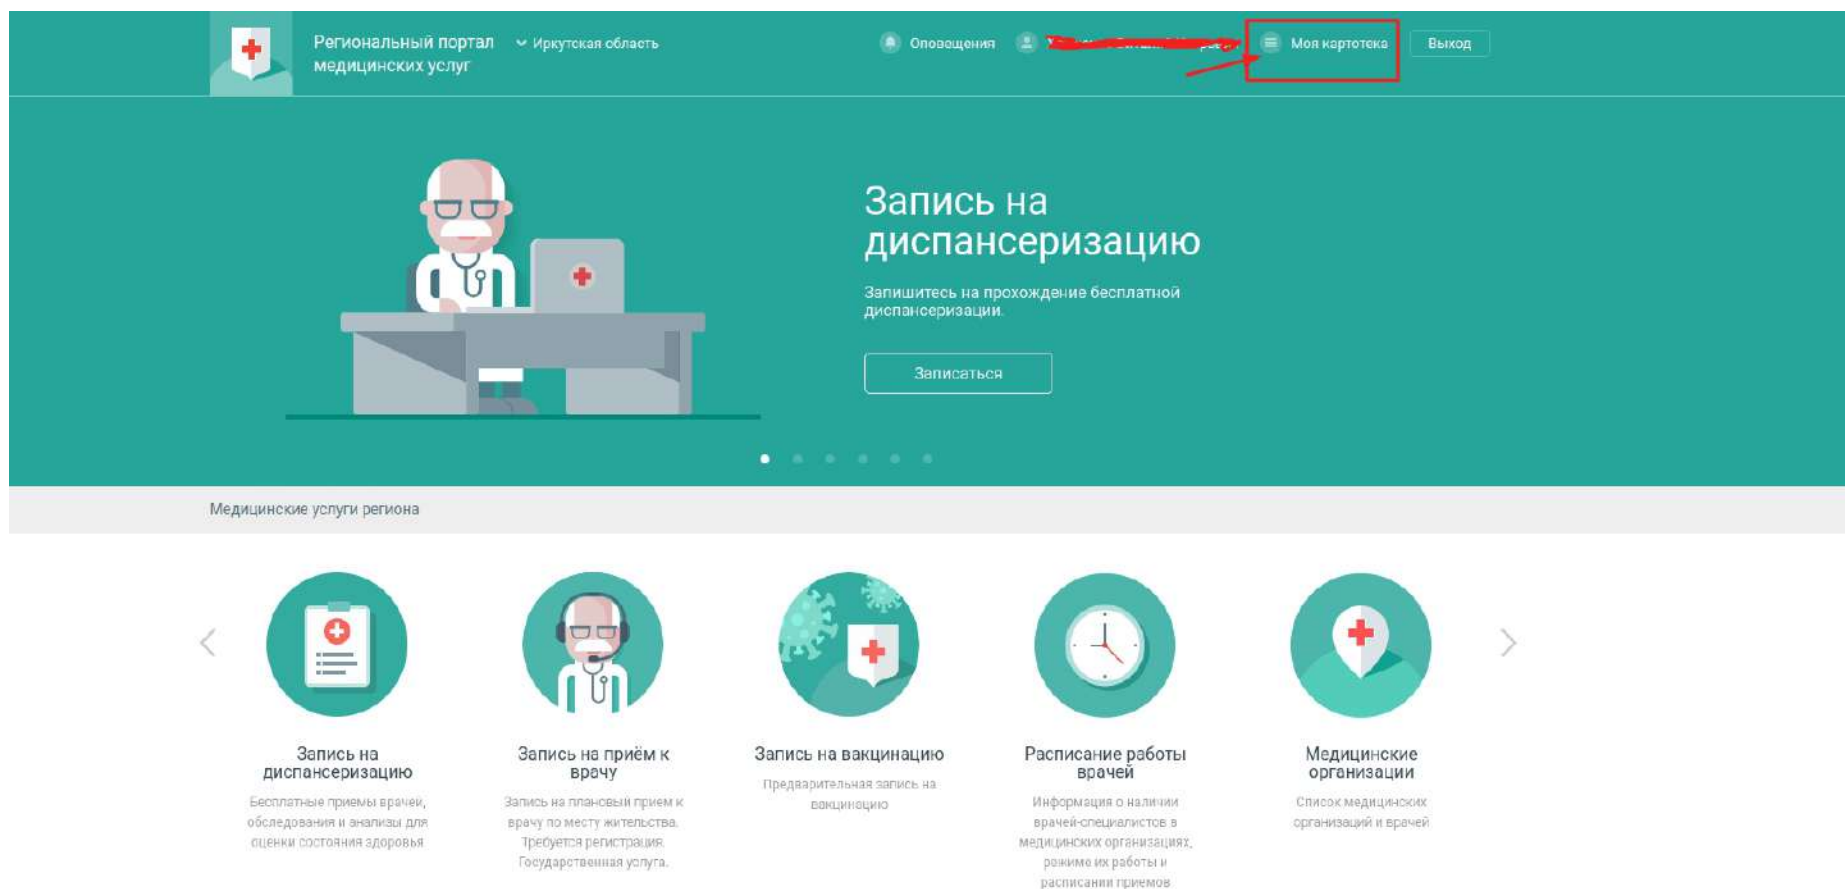 Региональный портал
медицинских услуг
Иркутская область
Оповещения
Моя картотека
Выход
Запись на
диспансеризацию
Запишитесь на прохождение бесплатной
диспансеризации.
Записаться
Медицинские услуги региона
Запись на
диспансеризацию
Бесплатные приемы врачей,
обследования и анализы для
оценки состояния здоровья
Запись на приём к
врачу
Запись на плановый прием к
врачу по месту жительства.
Требуется регистрация.
Государственная услуга.
Запись на вакцинацию
Предварительная запись на
вакцинацию
Расписание работы
врачей
Информация о наличии
врачей-специалистов в
медицинских организациях,
режиме их работы и
расписании приемов
Медицинские
организации
Список медицинских
организаций и врачей